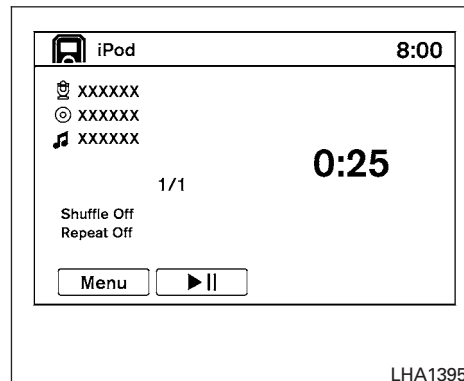 iPod 8:00
XXXXXX
XXXXXX
XXXXXX
0:25
1/1
Shuffle Off
Repeat Off
Menu
LHA1395